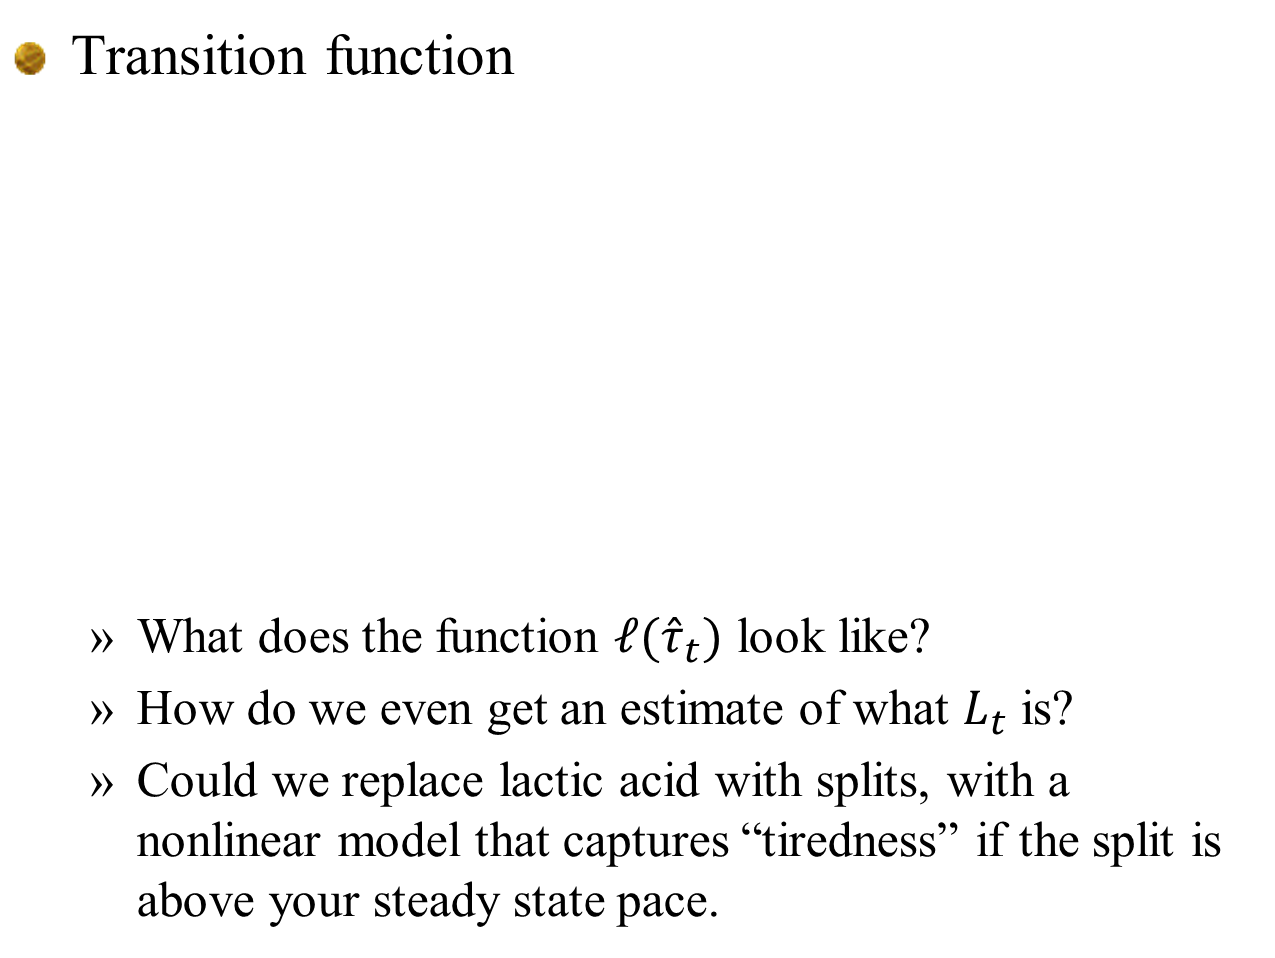 Transition function
» What does the function ℓ(τ̂ₜ) look like?
» How do we even get an estimate of what Lₜ is?
» Could we replace lactic acid with splits, with a
nonlinear model that captures “tiredness” if the split is
above your steady state pace.